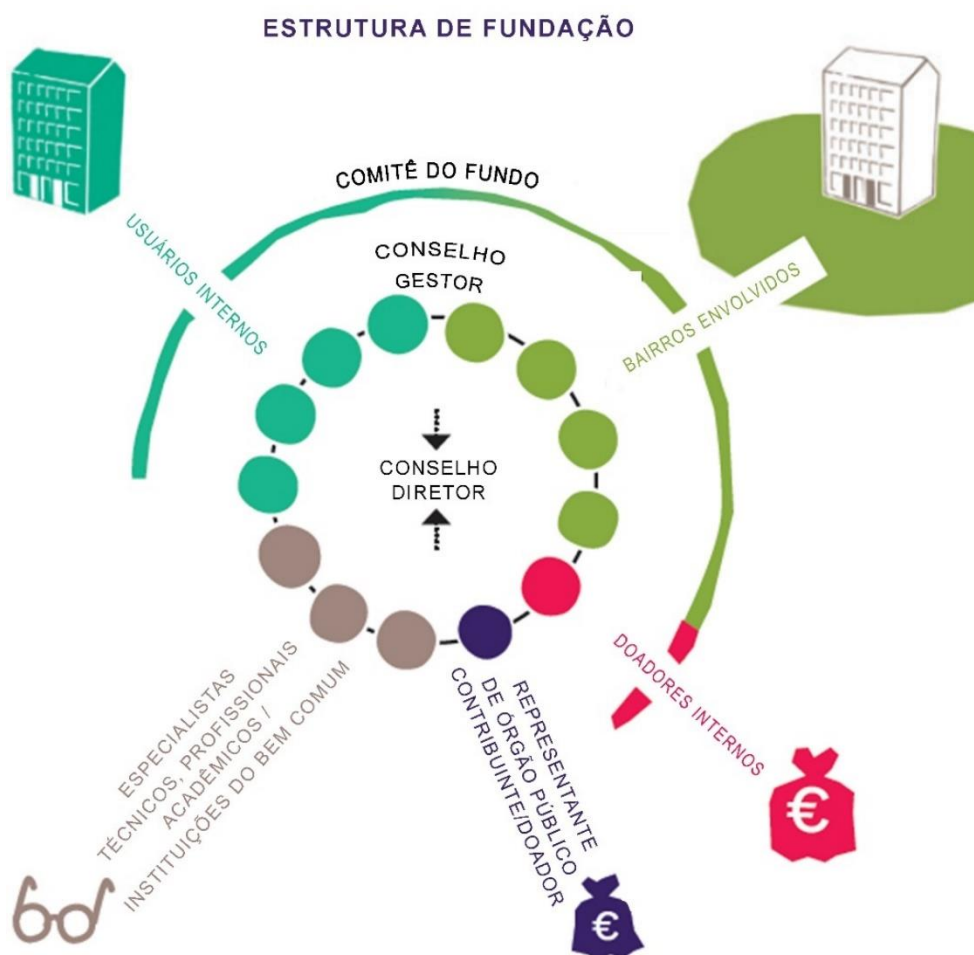 ESTRUTURA DE FUNDAÇÃO
COMITÊ DO FUNDO
CONSELHO
GESTOR
USUÁRIOS INTERNOS
BAIRROS ENVOLVIDOS
CONSELHO
DIRETOR
ESPECIALISTAS
TÉCNICOS, PROFISSIONAIS
ACADÊMICOS /
INSTITUIÇÕES DO BEM COMUM
REPRESENTANTE
DE ÓRGÃO PÚBLICO
CONTRIBUINTE/DOADOR
DOADORES INTERNOS
€
€